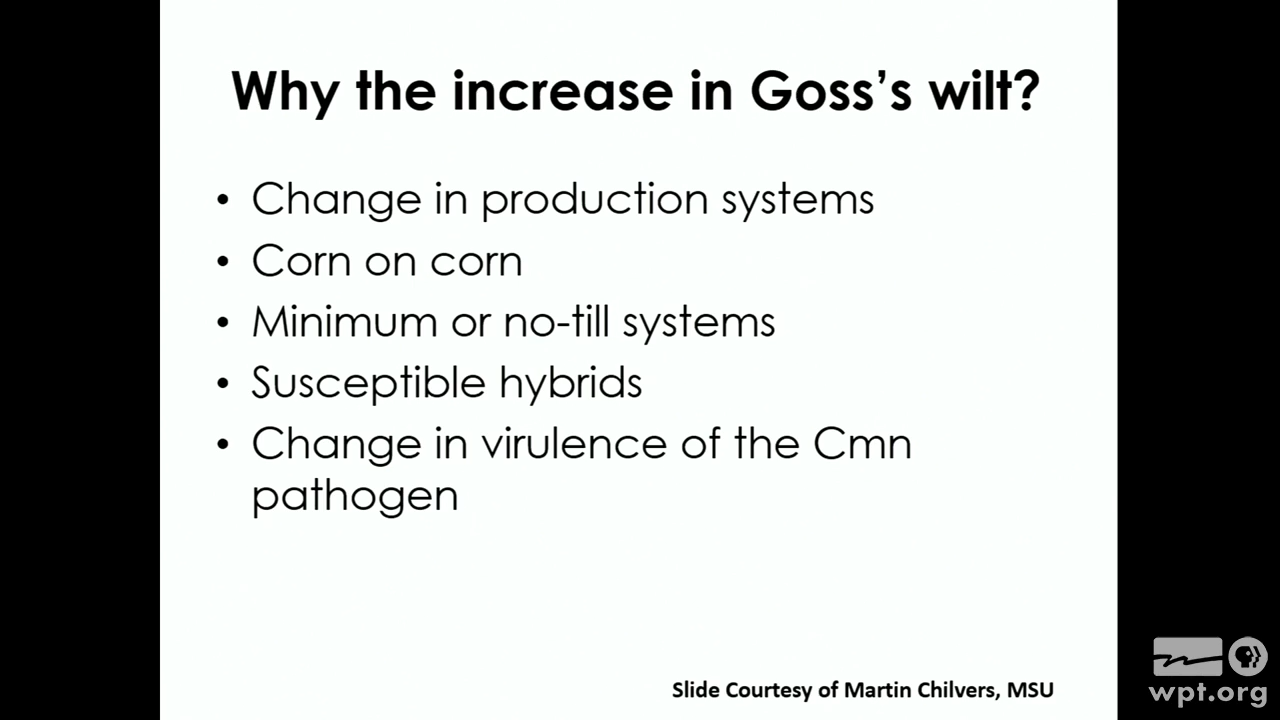 Why the increase in Goss’s wilt?
• Change in production systems
• Corn on corn
• Minimum or no-till systems
• Susceptible hybrids
• Change in virulence of the Cmn
pathogen
Slide Courtesy of Martin Chilvers, MSU
wpt.org